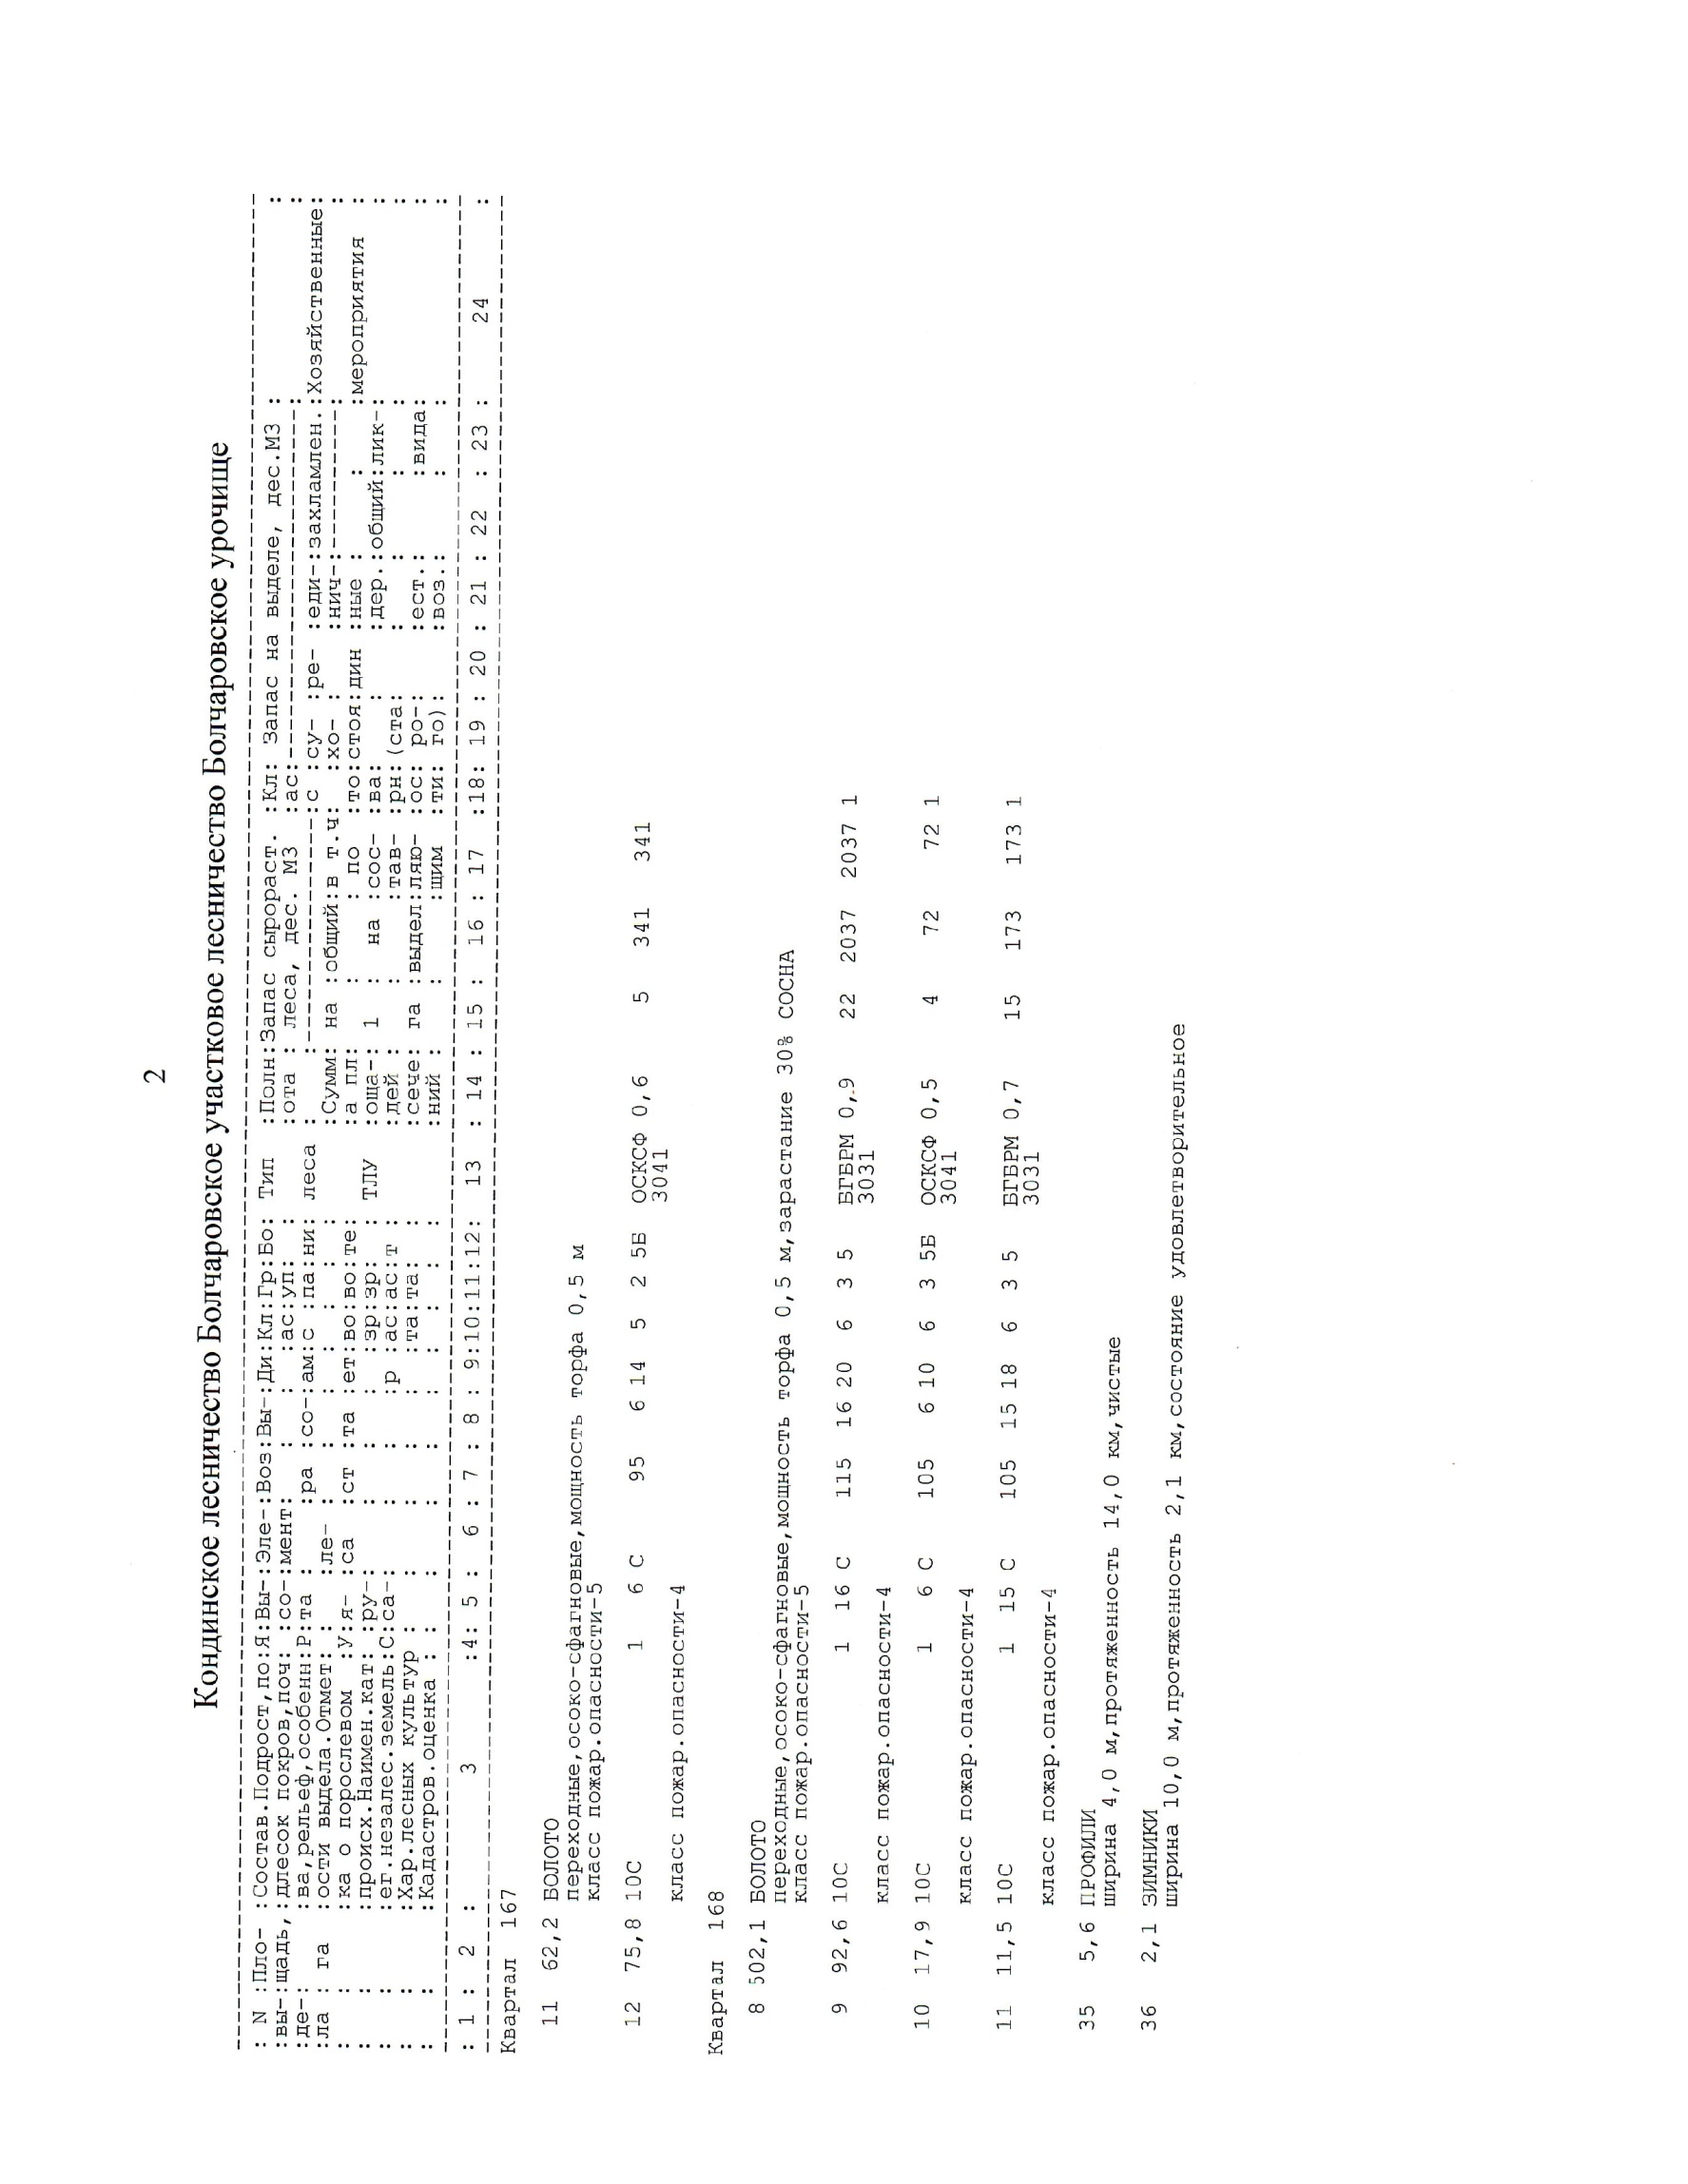 2
Кондинское лесничество Болчаровское участковое лесничество Болчаровское урочище
: N :Пло- :Состав.Подрост,по:Я:Вы-:Эле-:Воз:Вы-:Ди:Кл:Гр:Бо: Тип :Полн:Запас сырораст. :Кл: Запас на выделе, дес.М3 : :
:вы-:щадь,:длесок покров,поч: :со-:мент: : : :ас:уп: : :ота : леса, дес. М3 :ас:---------------------------: :
:де-: :ва,рельеф,особенн:Р:та : :ра :со-:ам:с :па:ни: леса : :-----------------:с :су- :ре- :еди-:захламлен.:Хозяйственные:
:ла : га :ости выдела.Отмет: : :ле- : : : : : : : :Сумм: на :общий:в т.ч: :хо- : :нич-:-----------: :
: : :ка о порослевом :У:я- :са :ст :та :ет:во:во:те: :а пл: : : по :то:стоя:дин :ные : : :мероприятия :
: : :происх.Наимен.кат: :ру-: : : : :зр:зр: : ТЛУ :оща-: 1 : на :сос- :ва: : :дер.:общий:лик-: :
: : :ег.незалес.земель:С:са-: : : :р :ас:ас:т : :дей : : :тав- :рн:(ста: : : : : :
: : :Хар.лесных культур : : : : : :та:та: : :сече: га :выдел:ляю- :ос: ро-: :ест.: :вида: :
: : :Кадастров.оценка : : : : : : : : : : :ний : : :щим :ти: го): :воз.: : : :
: 1 : 2 : 3 :4: 5 : 6 : 7 : 8 : 9:10:11:12: 13 : 14 : 15 : 16 : 17 :18: 19 : 20 : 21 : 22 : 23 : 24 :
Квартал 167
11 62,2 БОЛОТО
переходные,осоко-сфагновые,мощность торфа 0,5 м
класс пожар.опасности-5
12 75,8 10С 1 6 С 95 6 14 5 2 5Б ОСКСФ 0,6 5 341 341
3041
класс пожар.опасности-4
Квартал 168
8 502,1 БОЛОТО
переходные,осоко-сфагновые,мощность торфа 0,5 м,зарастание 30% СОСНА
класс пожар.опасности-5
9 92,6 10С 1 16 С 115 16 20 6 3 5 БГБРМ 0,9 22 2037 2037 1
3031
класс пожар.опасности-4
10 17,9 10С 1 6 С 105 6 10 6 3 5Б ОСКСФ 0,5 4 72 72 1
3041
класс пожар.опасности-4
11 11,5 10С 1 15 С 105 15 18 6 3 5 БГБРМ 0,7 15 173 173 1
3031
класс пожар.опасности-4
35 5,6 ПРОФИЛИ
ширина 4,0 м,протяженность 14,0 км,чистые
36 2,1 ЗИМНИКИ
ширина 10,0 м,протяженность 2,1 км,состояние удовлетворительное